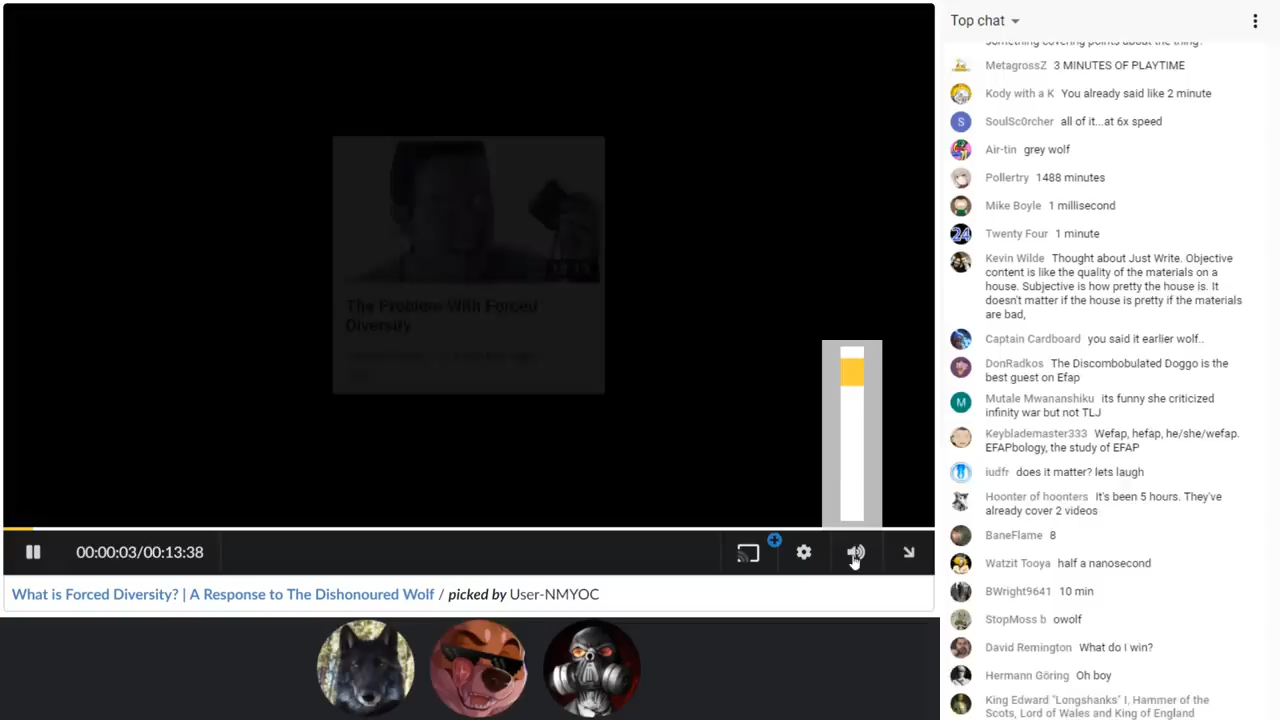 The Problem With Forced
Diversity
00:00:03/00:13:38
What is Forced Diversity? | A Response to The Dishonoured Wolf / picked by User-NMYOC
Top chat
something covering points about the thing?
MetagrossZ 3 MINUTES OF PLAYTIME
Kody with a K You already said like 2 minute
S
SoulSc0rcher all of it...at 6x speed
Air-tin grey wolf
Pollertry 1488 minutes
Mike Boyle 1 millisecond
24
Twenty Four 1 minute
Kevin Wilde Thought about Just Write. Objective
content is like the quality of the materials on a
house. Subjective is how pretty the house is. It
doesn't matter if the house is pretty if the materials
are bad,
Captain Cardboard you said it earlier wolf..
DonRadkos The Discombobulated Doggo is the
best guest on Efap
M
Mutale Mwananshiku its funny she criticized
infinity war but not TLJ
Keyblademaster333 Wefap, hefap, he/she/wefap.
EFAPbology, the study of EFAP
iudfr does it matter? lets laugh
Hoonter of hoonters It's been 5 hours. They've
already cover 2 videos
BaneFlame 8
Watzit Tooya half a nanosecond
BWright9641 10 min
StopMoss b owolf
David Remington What do I win?
Hermann Göring Oh boy
King Edward "Longshanks" I, Hammer of the
Scots, Lord of Wales and King of England